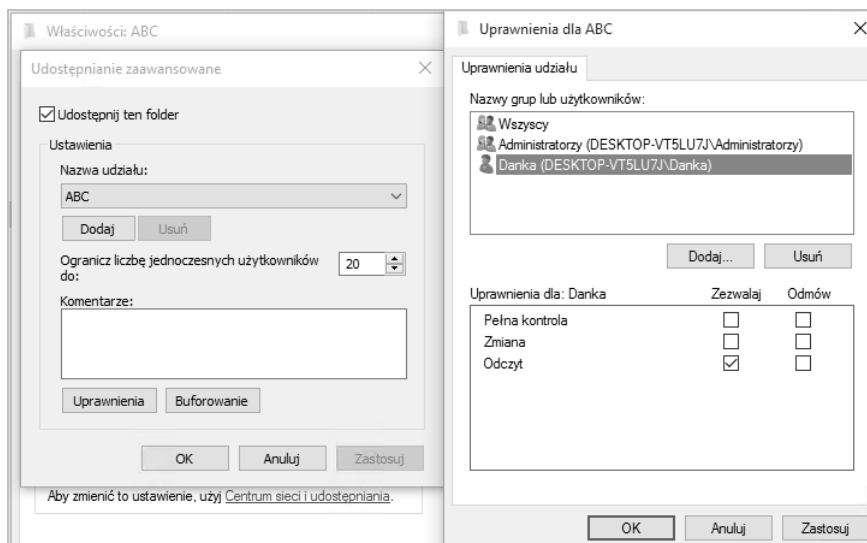 Właściwości: ABC
Udostępnianie zaawansowane
Udostępnij ten folder
Ustawienia
Nazwa udziału:
ABC
Dodaj Usuń
Ogranicz liczbę jednoczesnych użytkowników
do:
20
Komentarze:
Uprawnienia Buforowanie
OK Anuluj Zastosuj
Aby zmienić to ustawienie, użyj Centrum sieci i udostępniania.
Uprawnienia dla ABC
Uprawnienia udziału
Nazwy grup lub użytkowników:
Wszyscy
Administratorzy (DESKTOP-VT5LU7J\Administratorzy)
Danka (DESKTOP-VT5LU7J\Danka)
Dodaj... Usuń
Uprawnienia dla: Danka Zezwalaj Odmów
Pełna kontrola
Zmiana
Odczyt
OK Anuluj Zastosuj